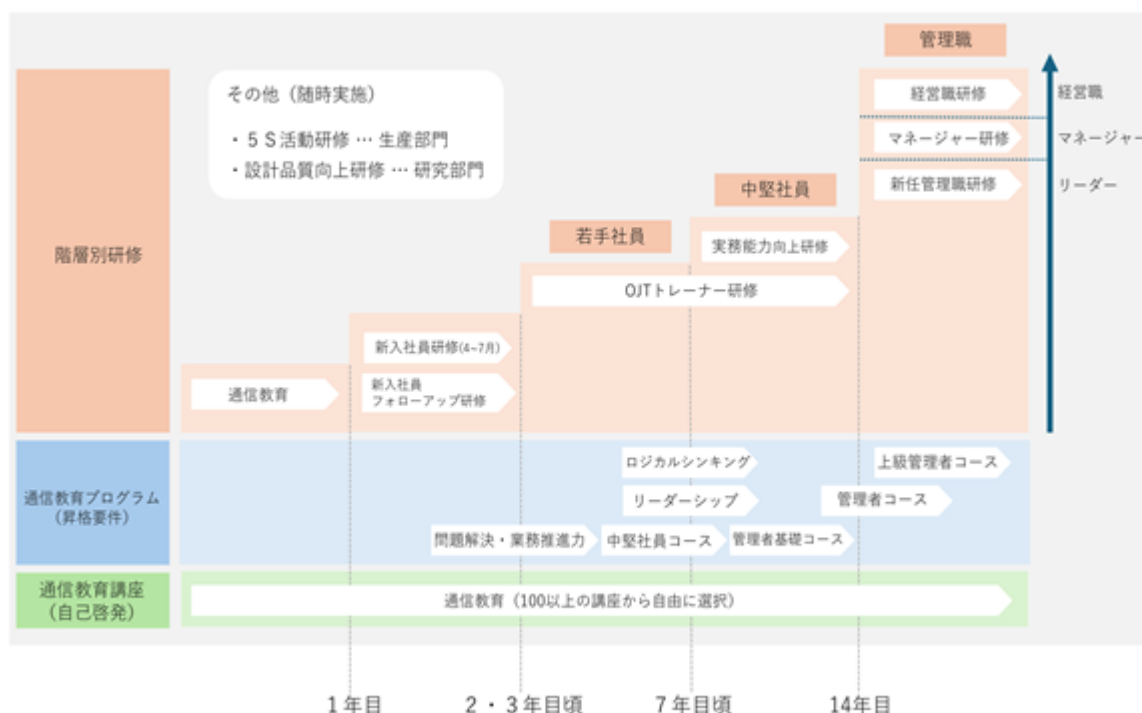 管理職
その他（随時実施）
・５Ｓ活動研修 … 生産部門
・設計品質向上研修 … 研究部門
経営職研修
経営職
マネージャー研修
マネージャー
新任管理職研修
リーダー
中堅社員
若手社員
実務能力向上研修
階層別研修
OJTトレーナー研修
新入社員研修(4~7月)
通信教育
新入社員
フォローアップ研修
通信教育プログラム
（昇格要件）
ロジカルシンキング
上級管理者コース
リーダーシップ
管理者コース
問題解決・業務推進力
中堅社員コース
管理者基礎コース
通信教育講座
（自己啓発）
通信教育（100以上の講座から自由に選択）
１年目
２・３年目頃
７年目頃
14年目